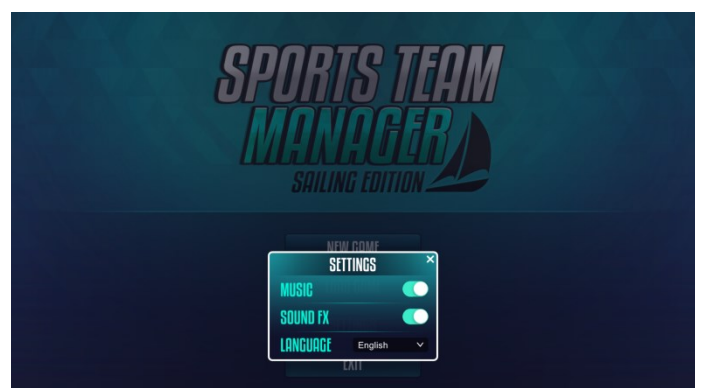 SPORTS TEAM
MANAGER
SAILING EDITION
NEW GAME
SETTINGS ×
MUSIC
SOUND FX
LANGUAGE English
EXIT